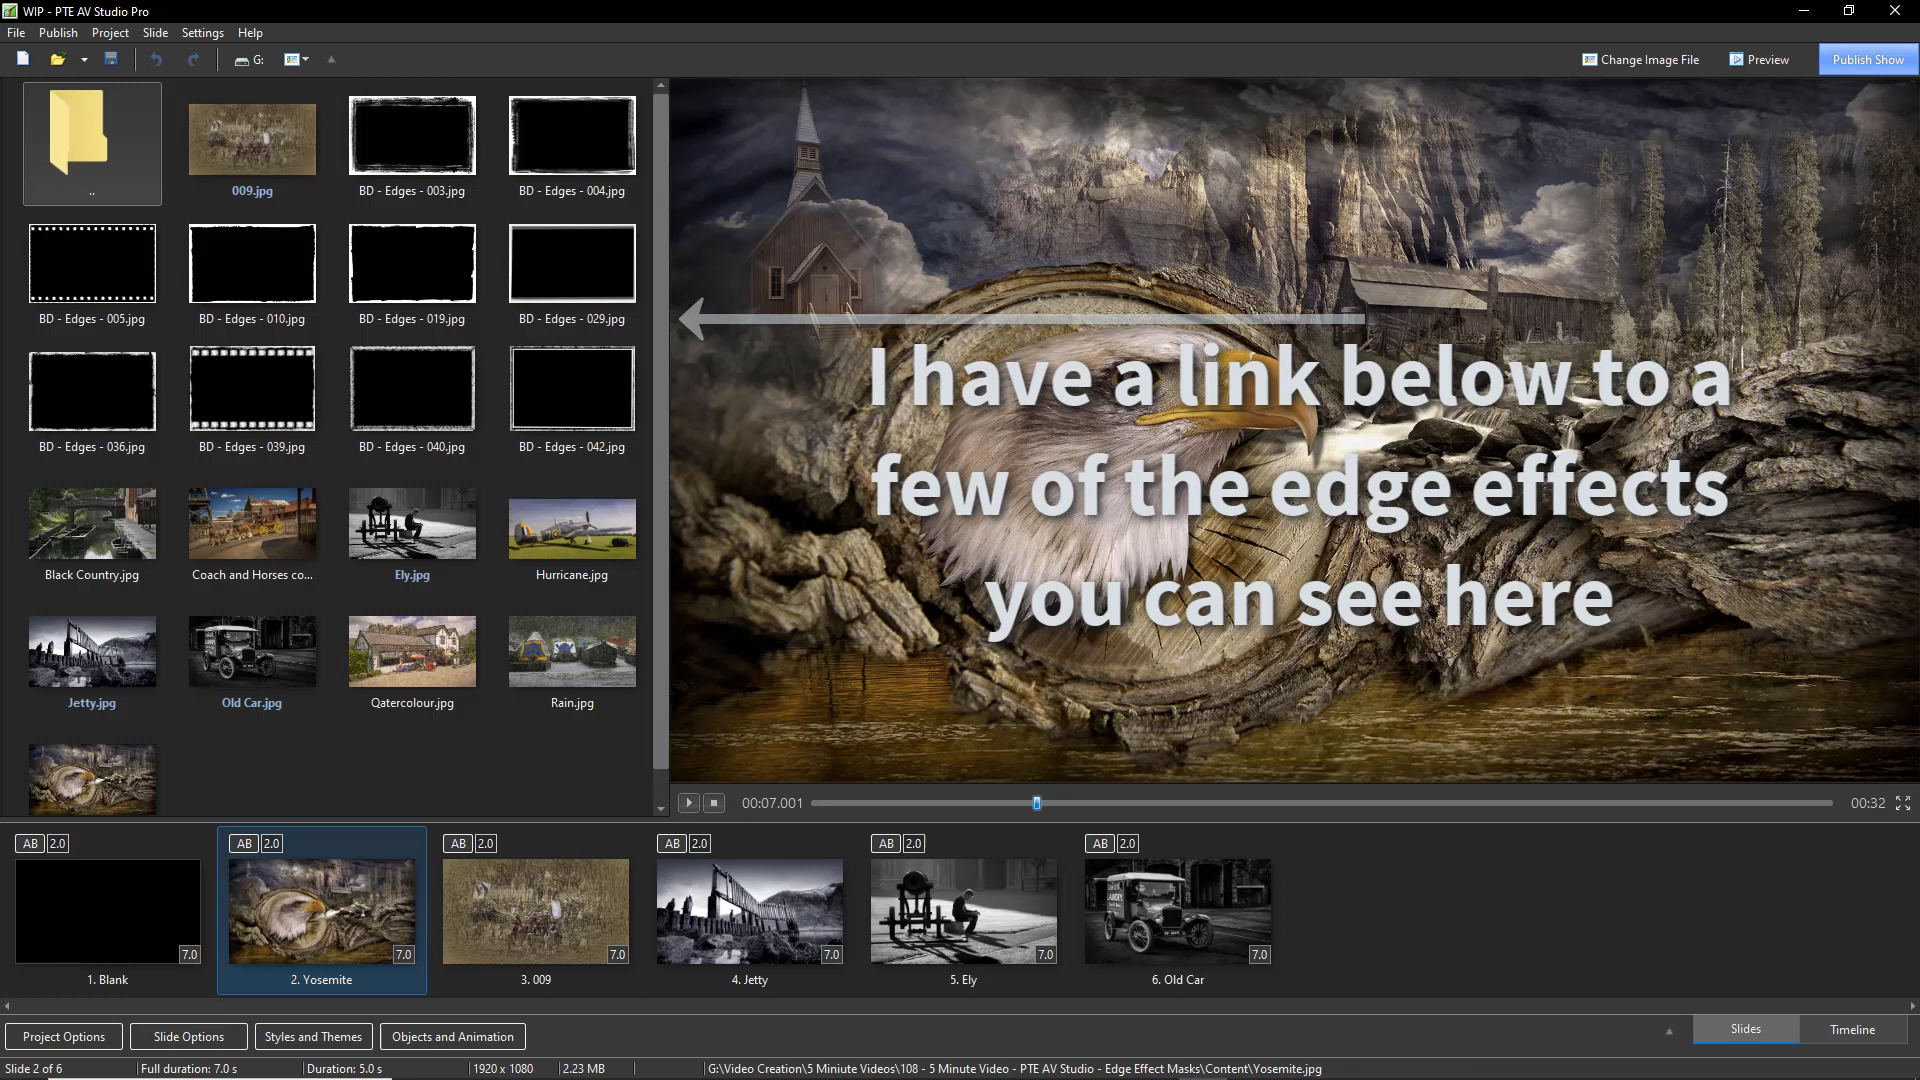 WIP - PTE AV Studio Pro
File Publish Project Slide Settings Help
G:
Change Image File Preview Publish Show
..
009.jpg
BD - Edges - 003.jpg
BD - Edges - 004.jpg
BD - Edges - 005.jpg
BD - Edges - 010.jpg
BD - Edges - 019.jpg
BD - Edges - 029.jpg
BD - Edges - 036.jpg
BD - Edges - 039.jpg
BD - Edges - 040.jpg
BD - Edges - 042.jpg
Black Country.jpg
Coach and Horses co...
Ely.jpg
Hurricane.jpg
Jetty.jpg
Old Car.jpg
Qatercolour.jpg
Rain.jpg
I have a link below to a
few of the edge effects
you can see here
00:07.001
00:32
AB 2.0
7.0
1. Blank
AB 2.0
7.0
2. Yosemite
AB 2.0
7.0
3. 009
AB 2.0
7.0
4. Jetty
AB 2.0
7.0
5. Ely
AB 2.0
7.0
6. Old Car
Project Options Slide Options Styles and Themes Objects and Animation
Slides Timeline
Slide 2 of 6 Full duration: 7.0 s Duration: 5.0 s 1920 x 1080 2.23 MB G:\Video Creation\5 Miniute Videos\108 - 5 Minute Video - PTE AV Studio - Edge Effect Masks\Content\Yosemite.jpg